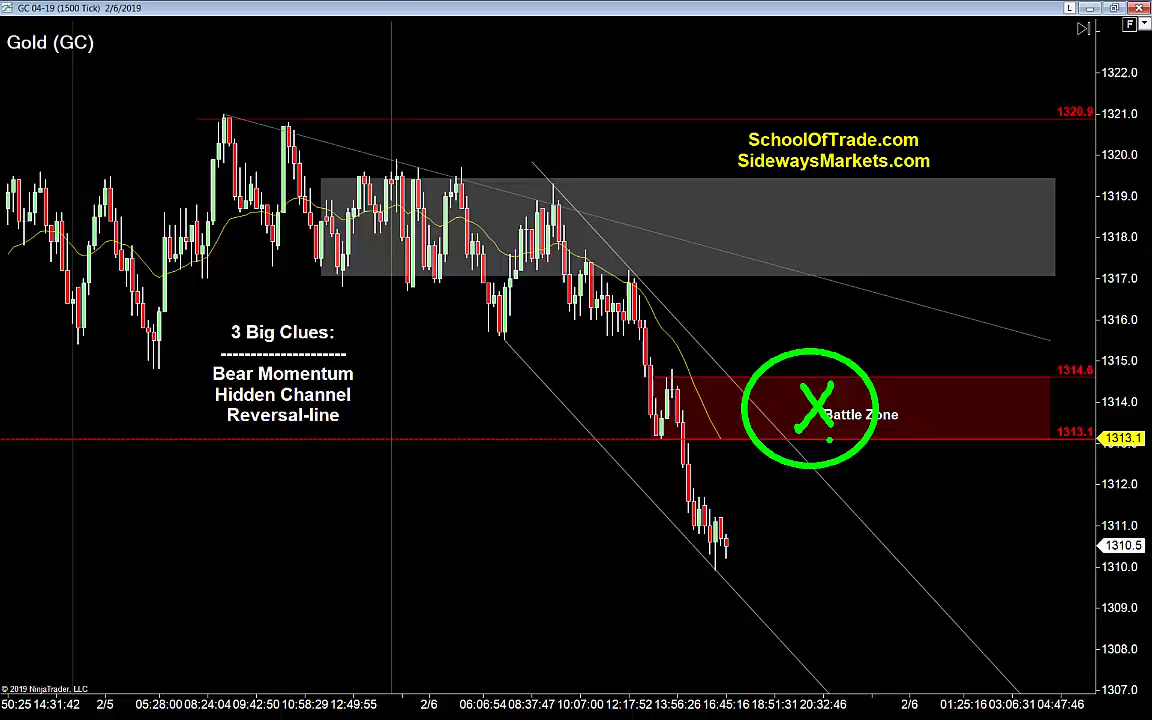 GC 04-19 (1500 Tick) 2/6/2019
L
F
Gold (GC)
1322.0
1320.9
1321.0
SchoolOfTrade.com
1320.0
SidewaysMarkets.com
1319.0
1318.0
1317.0
1316.0
3 Big Clues:
--------------------
Bear Momentum
Hidden Channel
Reversal-line
1315.0
1314.6
1314.0
X
Battle Zone
1313.1
1313.1
1312.0
1311.0
1310.5
1310.0
1309.0
1308.0
1307.0
© 2019 NinjaTrader, LLC
50:25 14:31:42 2/5 05:28:00 08:24:04 09:42:50 10:58:29 12:49:55 2/6 06:06:54 08:37:47 10:07:00 12:17:52 13:56:26 16:45:16 18:51:31 20:32:46 2/6 01:25:16 03:06:31 04:47:46